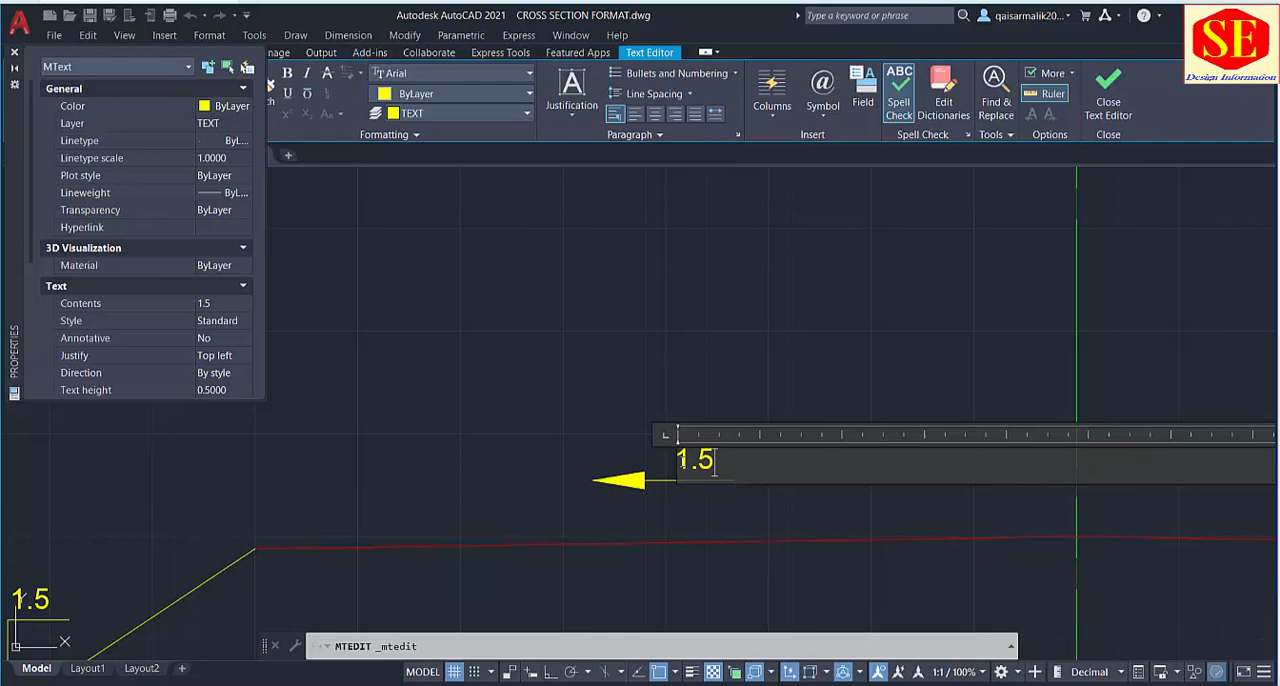 Autodesk AutoCAD 2021 CROSS SECTION FORMAT.dwg
Type a keyword or phrase
qaisarmalik20...
SE
Design Information
File Edit View Insert Format Tools Draw Dimension Modify Parametric Express Window Help
nage Output Add-ins Collaborate Express Tools Featured Apps Text Editor
MText
General
Color ByLayer
Layer TEXT
Linetype ByL...
Linetype scale 1.0000
Plot style ByLayer
Lineweight ByL...
Transparency ByLayer
Hyperlink
3D Visualization
Material ByLayer
Text
Contents 1.5
Style Standard
Annotative No
Justify Top left
Direction By style
Text height 0.5000
PROPERTIES
B I A Arial
U O ByLayer
TEXT
Formatting
Justification
Bullets and Numbering
Line Spacing
Paragraph
Columns
Symbol
Field
Insert
ABC
Spell Check
Edit Dictionaries
Spell Check
Find & Replace
Tools
More
Ruler
Options
Close Text Editor
Close
1.5
1.5
MTEDIT _mtedit
Model Layout1 Layout2 +
MODEL 1:1 / 100% Decimal